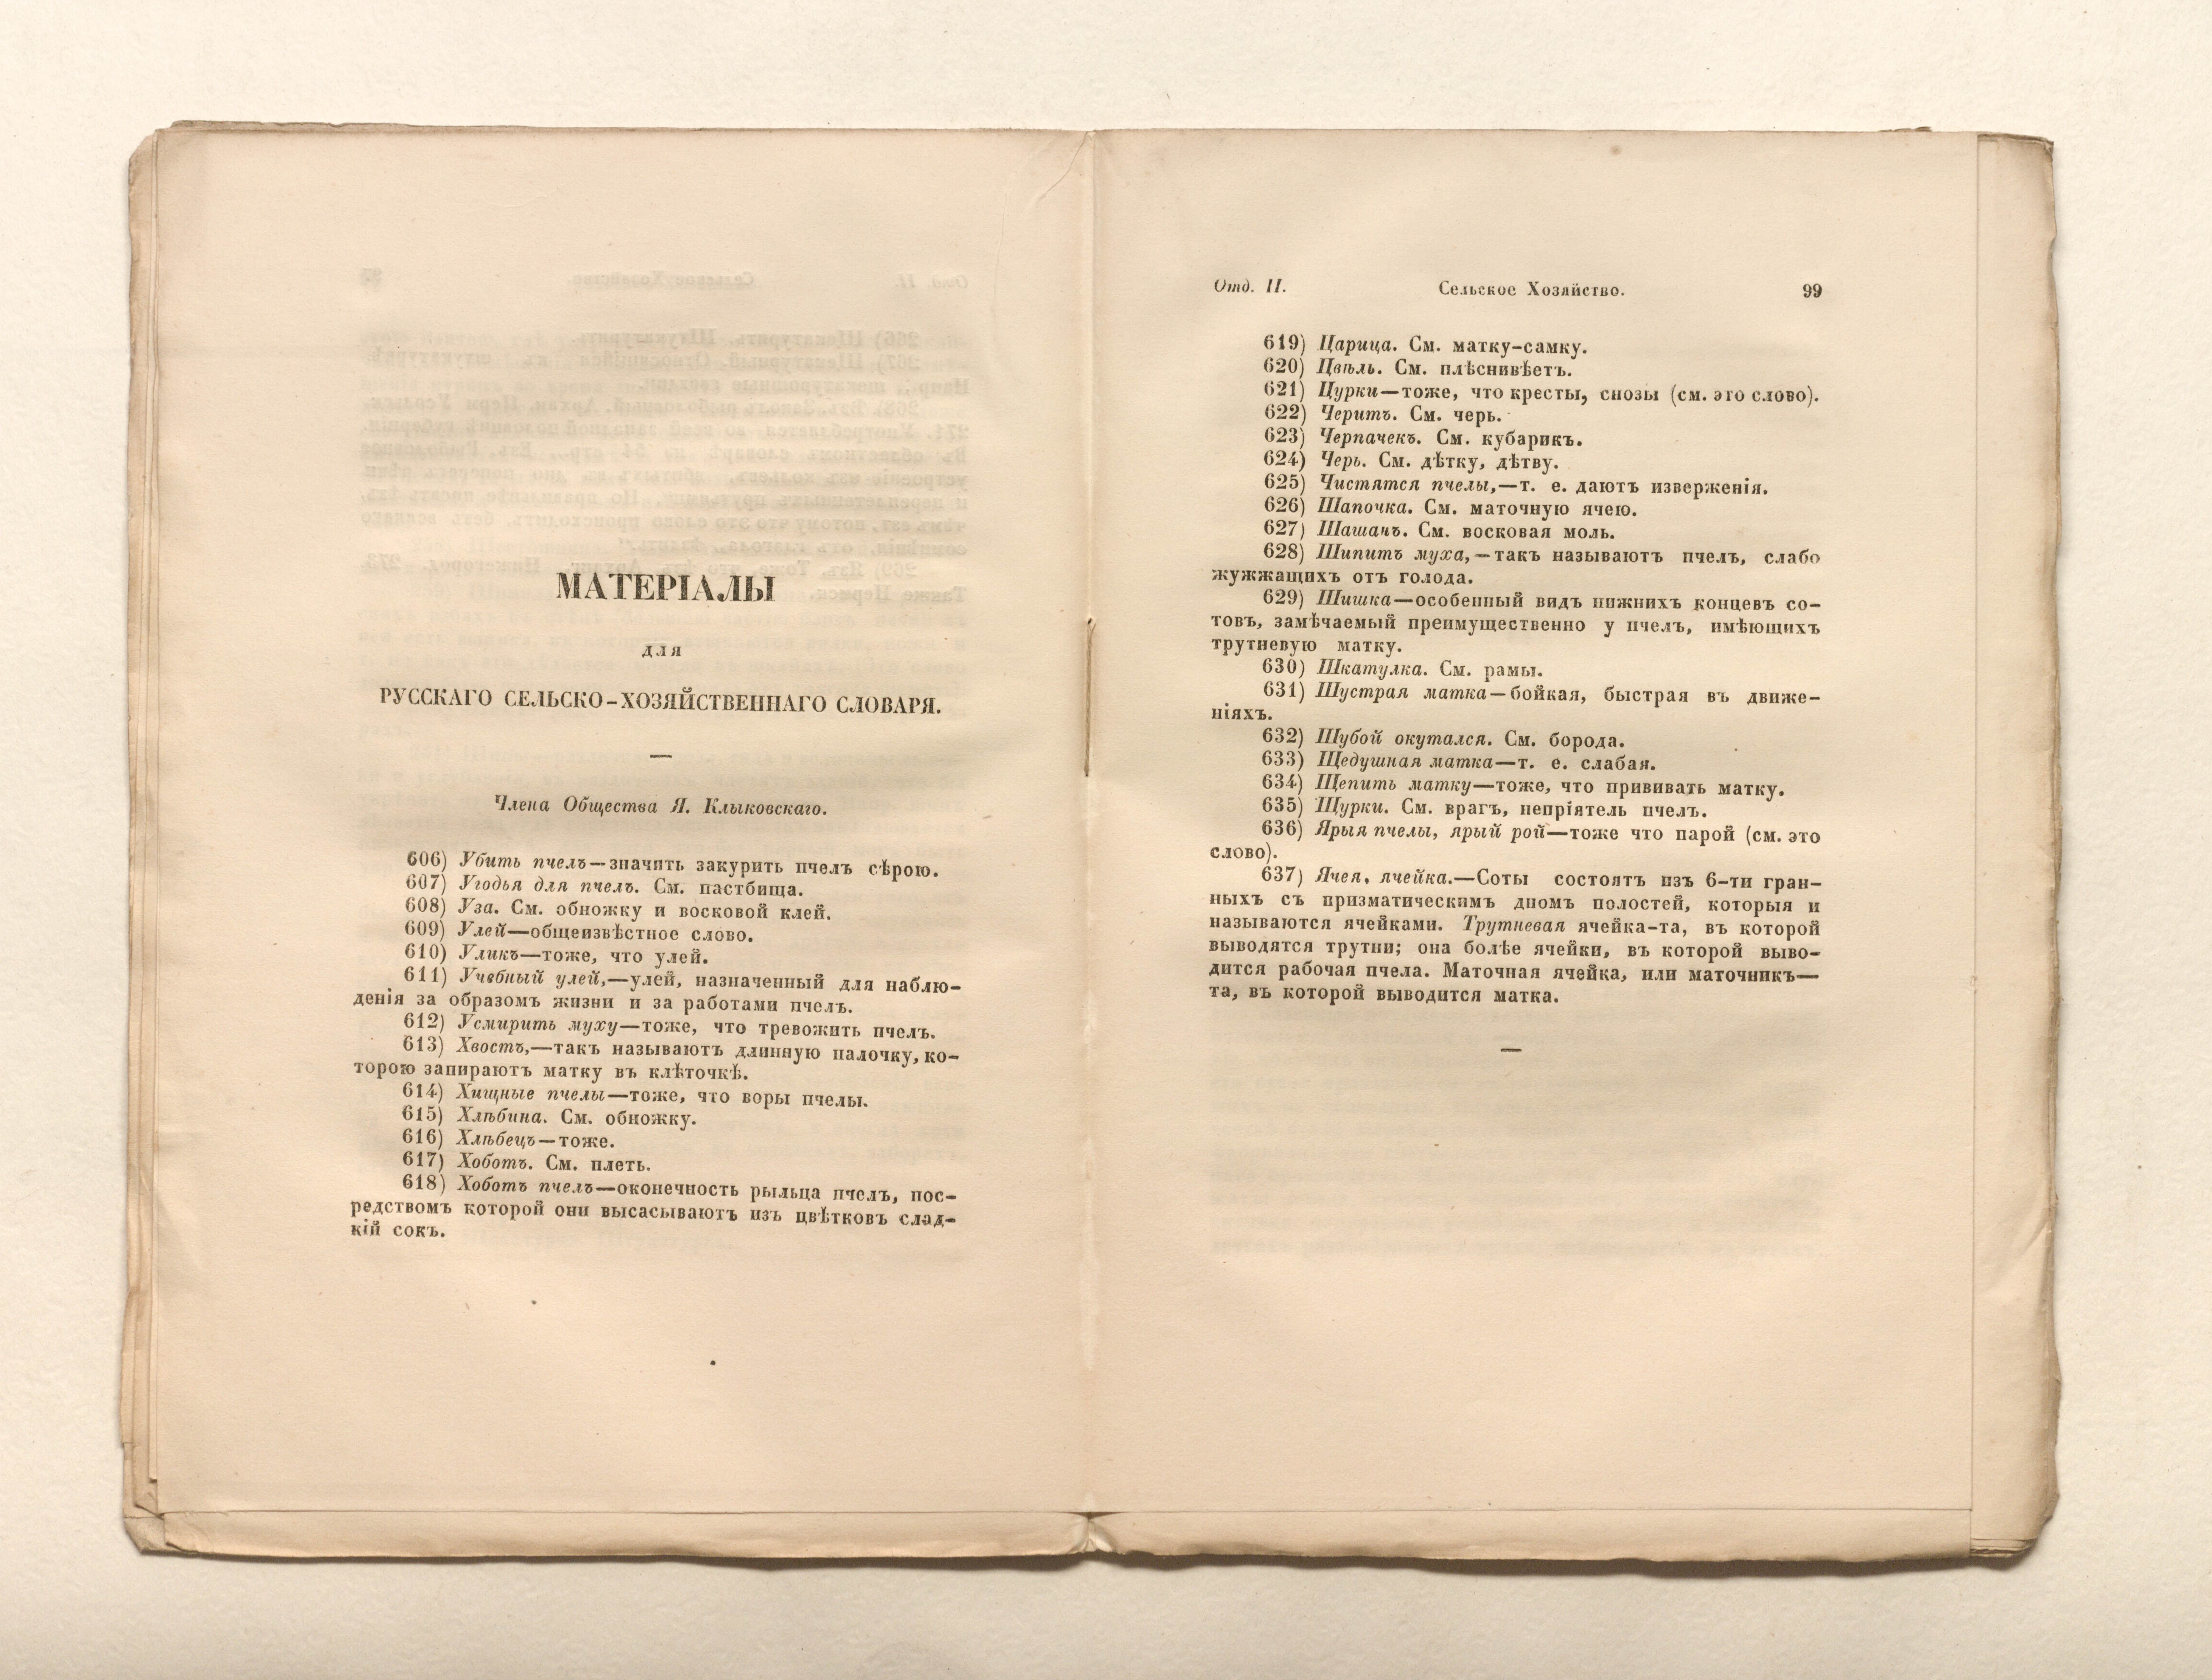 МАТЕРІАЛЫ
для
РУССКАГО СЕЛЬСКО-ХОЗЯЙСТВЕННАГО СЛОВАРЯ.
Члена Общества Я. Клыковскаго.
606) Убить пчелъ—значитъ закурить пчелъ сѣрою.
607) Угодья для пчелъ. См. пастбища.
608) Уза. См. обножку и восковой клей.
609) Улей—общеизвѣстное слово.
610) Уликъ—тоже, что улей.
611) Учебный улей,—улей, назначенный для наблю-
денія за образомъ жизни и за работами пчелъ.
612) Усмирить муху—тоже, что тревожить пчелъ.
613) Хвостъ,—такъ называютъ длинную палочку, ко-
торою запираютъ матку въ клѣточкѣ.
614) Хищные пчелы—тоже, что воры пчелы.
615) Хлѣбина. См. обножку.
616) Хлѣбецъ—тоже.
617) Хоботъ. См. плеть.
618) Хоботъ пчелъ—оконечность рыльца пчелъ, пос-
редствомъ которой они высасываютъ изъ цвѣтковъ слад-
кій сокъ.
Отд. II. Сельское Хозяйство. 99
619) Царица. См. матку-самку.
620) Цвѣль. См. плѣснивѣетъ.
621) Цурки—тоже, что кресты, снозы (см. это слово).
622) Черитъ. См. черь.
623) Черпачекъ. См. кубарикъ.
624) Черь. См. дѣтку, дѣтву.
625) Чистятся пчелы,—т. е. даютъ изверженія.
626) Шапочка. См. маточную ячею.
627) Шашанъ. См. восковая моль.
628) Шипитъ муха,—такъ называютъ пчелъ, слабо
жужжащихъ отъ голода.
629) Шишка—особенный видъ нижнихъ концевъ со-
товъ, замѣчаемый преимущественно у пчелъ, имѣющихъ
трутневую матку.
630) Шкатулка. См. рамы.
631) Шустрая матка—бойкая, быстрая въ движе-
ніяхъ.
632) Шубой окутался. См. борода.
633) Щедушная матка—т. е. слабая.
634) Щепить матку—тоже, что прививать матку.
635) Щурки. См. врагъ, непріятель пчелъ.
636) Ярыя пчелы, ярый рой—тоже что парой (см. это
слово).
637) Ячея, ячейка.—Соты состоятъ изъ 6-ти гран-
ныхъ съ призматическимъ дномъ полостей, которыя и
называются ячейками. Трутневая ячейка-та, въ которой
выводятся трутни; она болѣе ячейки, въ которой выво-
дится рабочая пчела. Маточная ячейка, или маточникъ—
та, въ которой выводится матка.